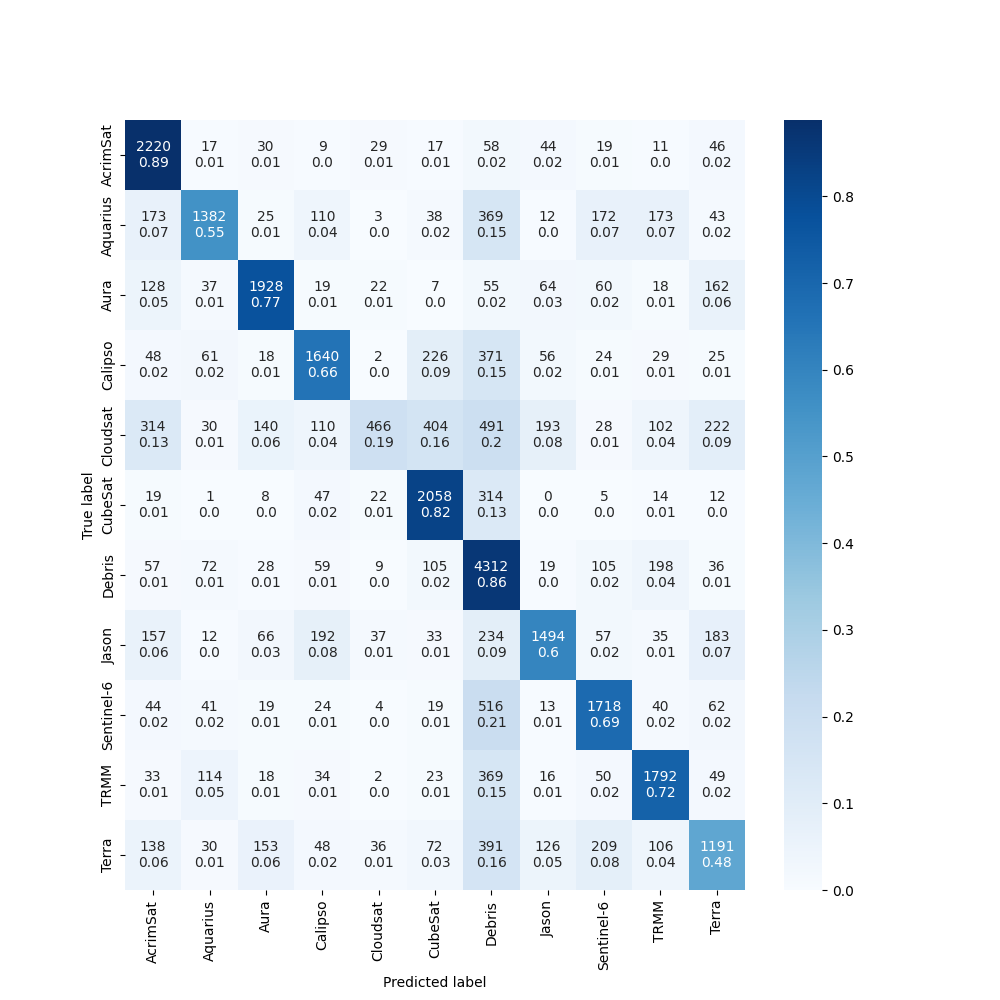 AcrimSat 2220 17 30 9 29 17 58 44 19 11 46
0.89 0.01 0.01 0.0 0.01 0.01 0.02 0.02 0.01 0.0 0.02
Aquarius 173 1382 25 110 3 38 369 12 172 173 43
0.07 0.55 0.01 0.04 0.0 0.02 0.15 0.0 0.07 0.07 0.02
Aura 128 37 1928 19 22 7 55 64 60 18 162
0.05 0.01 0.77 0.01 0.01 0.0 0.02 0.03 0.02 0.01 0.06
Calipso 48 61 18 1640 2 226 371 56 24 29 25
0.02 0.02 0.01 0.66 0.0 0.09 0.15 0.02 0.01 0.01 0.01
Cloudsat 314 30 140 110 466 404 491 193 28 102 222
0.13 0.01 0.06 0.04 0.19 0.16 0.2 0.08 0.01 0.04 0.09
CubeSat 19 1 8 47 22 2058 314 0 5 14 12
0.01 0.0 0.0 0.02 0.01 0.82 0.13 0.0 0.0 0.01 0.0
Debris 57 72 28 59 9 105 4312 19 105 198 36
0.01 0.01 0.01 0.01 0.0 0.02 0.86 0.0 0.02 0.04 0.01
Jason 157 12 66 192 37 33 234 1494 57 35 183
0.06 0.0 0.03 0.08 0.01 0.01 0.09 0.6 0.02 0.01 0.07
Sentinel-6 44 41 19 24 4 19 516 13 1718 40 62
0.02 0.02 0.01 0.01 0.0 0.01 0.21 0.01 0.69 0.02 0.02
TRMM 33 114 18 34 2 23 369 16 50 1792 49
0.01 0.05 0.01 0.01 0.0 0.01 0.15 0.01 0.02 0.72 0.02
Terra 138 30 153 48 36 72 391 126 209 106 1191
0.06 0.01 0.06 0.02 0.01 0.03 0.16 0.05 0.08 0.04 0.48
True label
AcrimSat Aquarius Aura Calipso Cloudsat CubeSat Debris Jason Sentinel-6 TRMM Terra
Predicted label
0.8
0.7
0.6
0.5
0.4
0.3
0.2
0.1
0.0